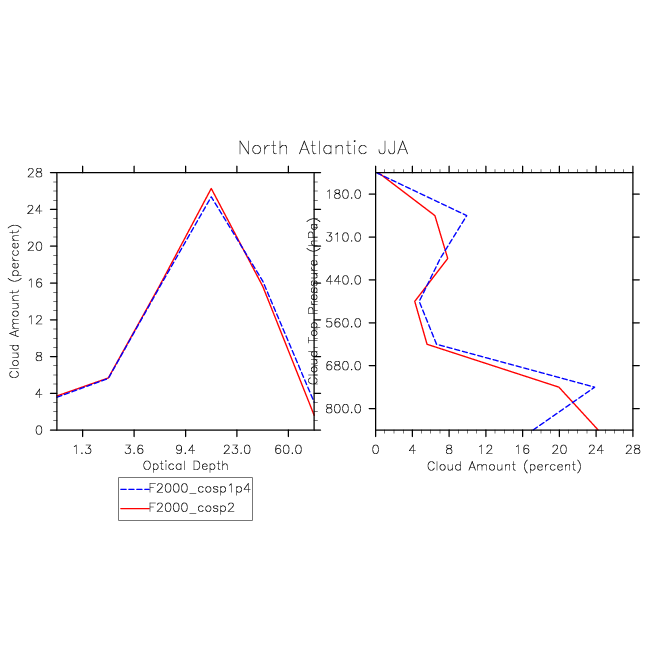 North Atlantic JJA
Cloud Amount (percent)
28
24
20
16
12
8
4
0
1.3 3.6 9.4 23.0 60.0
Optical Depth
Cloud Top Pressure (hPa)
180.0
310.0
440.0
560.0
680.0
800.0
0 4 8 12 16 20 24 28
Cloud Amount (percent)
F2000_cosp1p4
F2000_cosp2